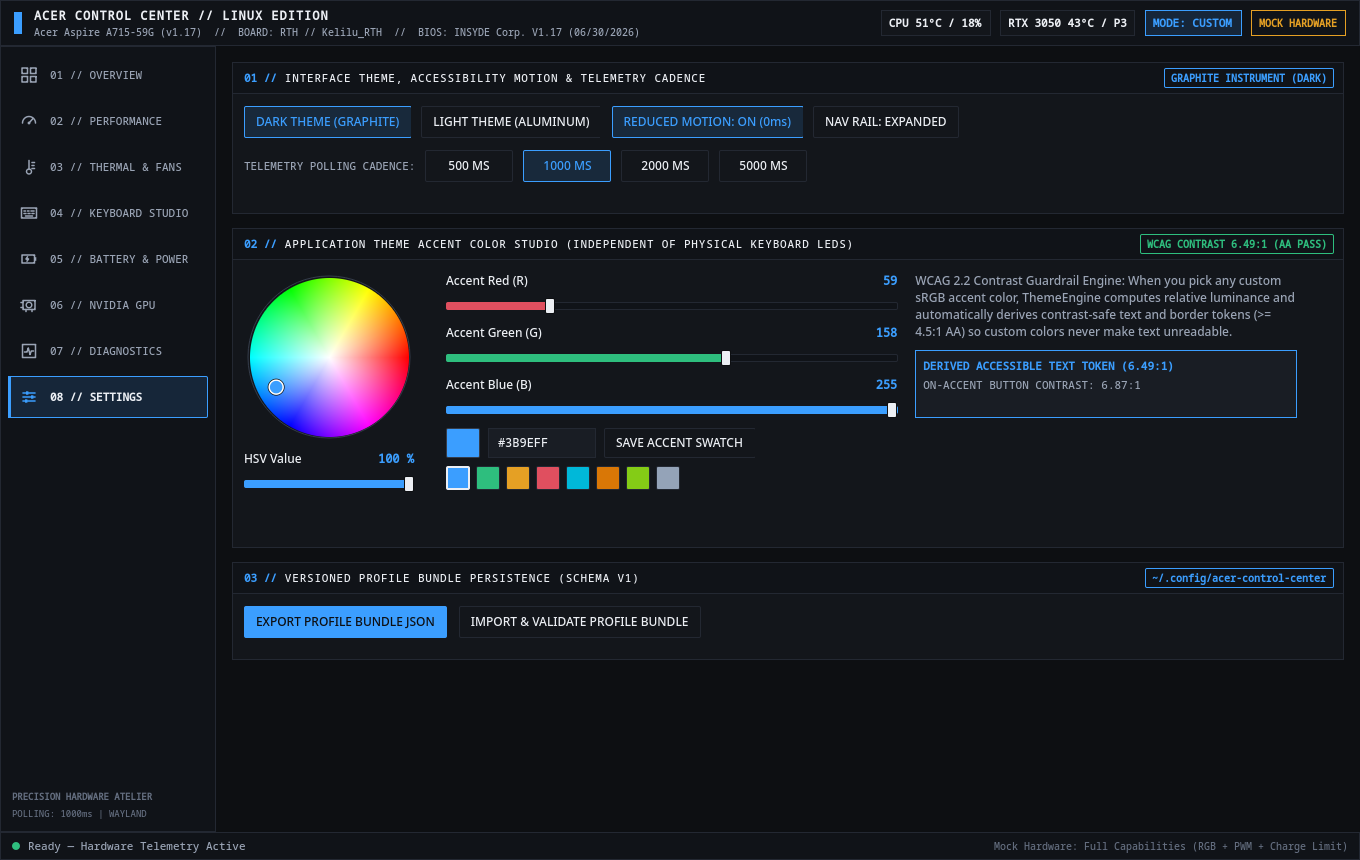 ACER CONTROL CENTER // LINUX EDITION
Acer Aspire A715-59G (v1.17)  //  BOARD: RTH // Kelilu_RTH  //  BIOS: INSYDE Corp. V1.17 (06/30/2026)
CPU 51°C / 18%
RTX 3050 43°C / P3
MODE: CUSTOM
MOCK HARDWARE
01 // OVERVIEW
02 // PERFORMANCE
03 // THERMAL & FANS
04 // KEYBOARD STUDIO
05 // BATTERY & POWER
06 // NVIDIA GPU
07 // DIAGNOSTICS
08 // SETTINGS
PRECISION HARDWARE ATELIER
POLLING: 1000ms | WAYLAND
01 // INTERFACE THEME, ACCESSIBILITY MOTION & TELEMETRY CADENCE
GRAPHITE INSTRUMENT (DARK)
DARK THEME (GRAPHITE)
LIGHT THEME (ALUMINUM)
REDUCED MOTION: ON (0ms)
NAV RAIL: EXPANDED
TELEMETRY POLLING CADENCE:
500 MS
1000 MS
2000 MS
5000 MS
02 // APPLICATION THEME ACCENT COLOR STUDIO (INDEPENDENT OF PHYSICAL KEYBOARD LEDS)
WCAG CONTRAST 6.49:1 (AA PASS)
HSV Value
100 %
Accent Red (R)
59
Accent Green (G)
158
Accent Blue (B)
255
#3B9EFF
SAVE ACCENT SWATCH
WCAG 2.2 Contrast Guardrail Engine: When you pick any custom
sRGB accent color, ThemeEngine computes relative luminance and
automatically derives contrast-safe text and border tokens (>=
4.5:1 AA) so custom colors never make text unreadable.
DERIVED ACCESSIBLE TEXT TOKEN (6.49:1)
ON-ACCENT BUTTON CONTRAST: 6.87:1
03 // VERSIONED PROFILE BUNDLE PERSISTENCE (SCHEMA V1)
~/.config/acer-control-center
EXPORT PROFILE BUNDLE JSON
IMPORT & VALIDATE PROFILE BUNDLE
Ready — Hardware Telemetry Active
Mock Hardware: Full Capabilities (RGB + PWM + Charge Limit)